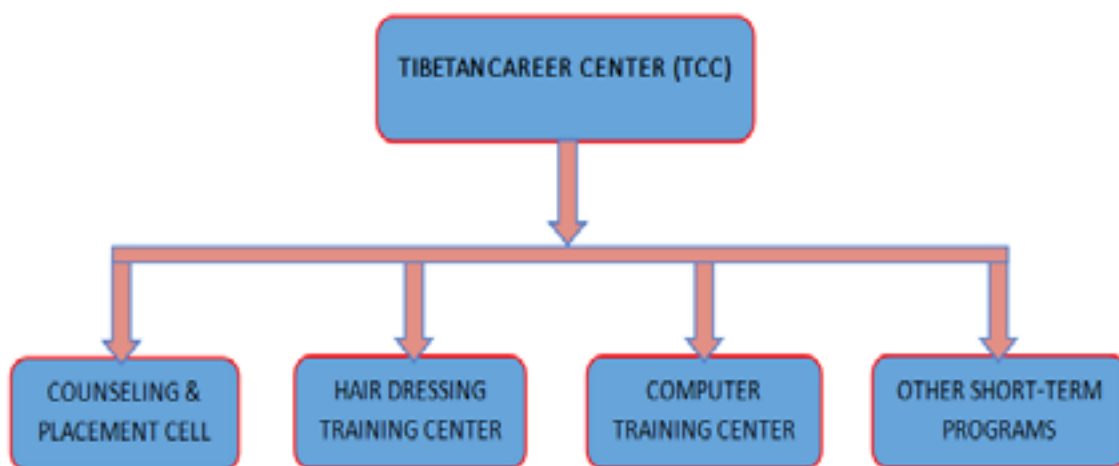 TIBETANCAREER CENTER (TCC)
COUNSELING &
PLACEMENT CELL
HAIR DRESSING
TRAINING CENTER
COMPUTER
TRAINING CENTER
OTHER SHORT-TERM
PROGRAMS